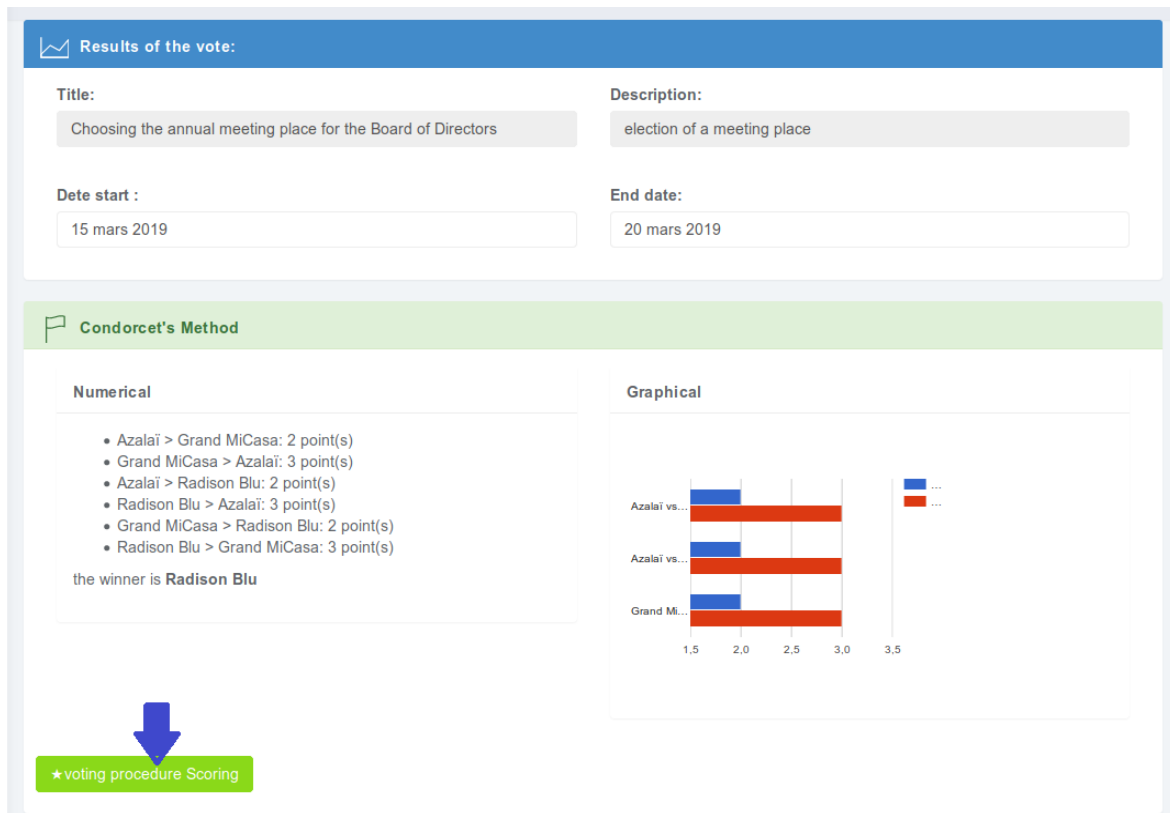 Results of the vote:
Title:
Description:
Choosing the annual meeting place for the Board of Directors
election of a meeting place
Dete start :
End date:
15 mars 2019
20 mars 2019
Condorcet's Method
Numerical
• Azalaï > Grand MiCasa: 2 point(s)
• Grand MiCasa > Azalaï: 3 point(s)
• Azalaï > Radison Blu: 2 point(s)
• Radison Blu > Azalaï: 3 point(s)
• Grand MiCasa > Radison Blu: 2 point(s)
• Radison Blu > Grand MiCasa: 3 point(s)
the winner is Radison Blu
Graphical
Azalaï vs...
Azalaï vs...
Grand Mi...
1,5 2,0 2,5 3,0 3,5
...
...
★voting procedure Scoring